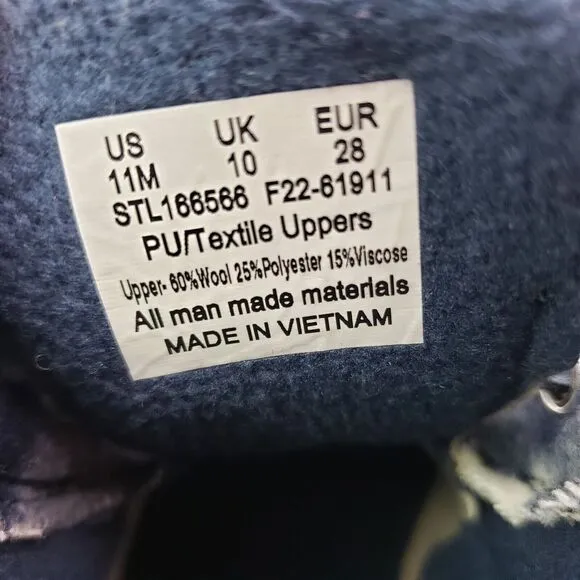 US UK EUR
11M 10 28
STL166566 F22-61911
PU/Textile Uppers
Upper- 60%Wool 25%Polyester 15%Viscose
All man made materials
MADE IN VIETNAM